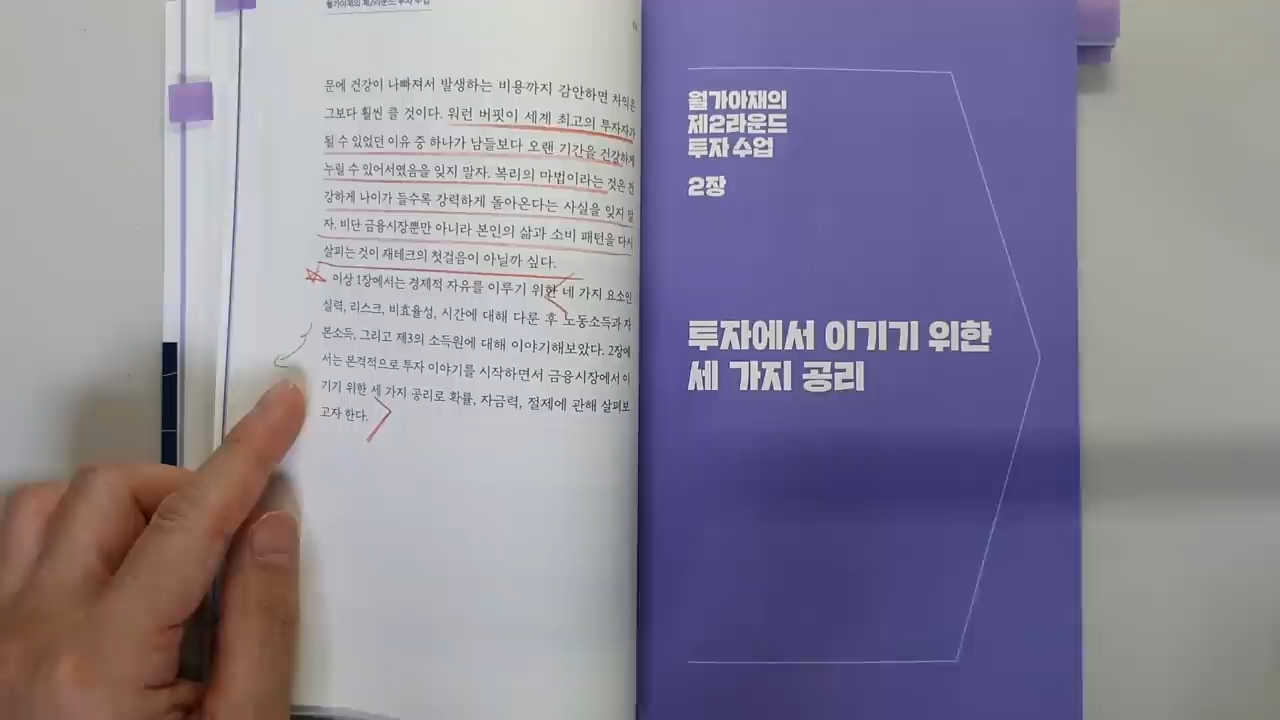 월가아재의 제2라운드 투자 수업
문에 건강이 나빠져서 발생하는 비용까지 감안하면 차익은
그보다 훨씬 클 것이다. 워런 버핏이 세계 최고의 투자자가
될 수 있었던 이유 중 하나가 남들보다 오랜 기간을 건강하게
누릴 수 있어서였음을 잊지 말자. 복리의 마법이라는 것은 건
강하게 나이가 들수록 강력하게 돌아온다는 사실을 잊지 말
자. 비단 금융시장뿐만 아니라 본인의 삶과 소비 패턴을 다시
살피는 것이 재테크의 첫걸음이 아닐까 싶다.
이상 1장에서는 경제적 자유를 이루기 위한 네 가지 요소인
실력, 리스크, 비효율성, 시간에 대해 다룬 후 노동소득과 자
본소득, 그리고 제3의 소득원에 대해 이야기해보았다. 2장에
서는 본격적으로 투자 이야기를 시작하면서 금융시장에서 이
기기 위한 세 가지 공리로 확률, 자금력, 절제에 관해 살펴보
고자 한다.
월가아재의
제2라운드
투자 수업
2장
투자에서 이기기 위한
세 가지 공리